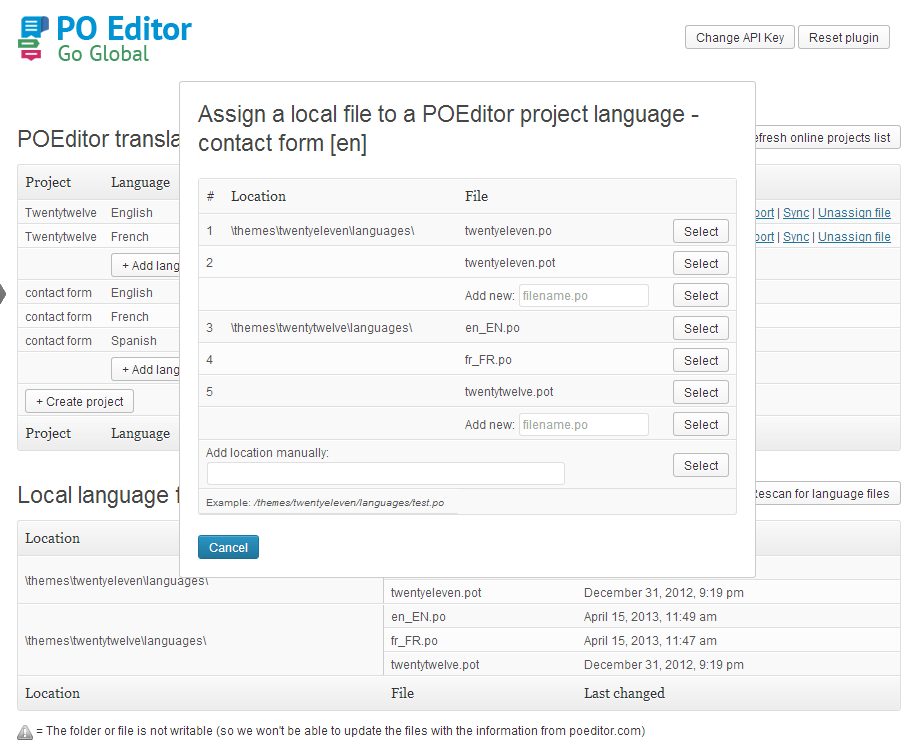 PO Editor
Go Global
Change API Key Reset plugin
Assign a local file to a POEditor project language -
contact form [en]
# Location File
1 \themes\twentyeleven\languages\ twentyeleven.po Select
2 twentyeleven.pot Select
Add new: filename.po Select
3 \themes\twentytwelve\languages\ en_EN.po Select
4 fr_FR.po Select
5 twentytwelve.pot Select
Add new: filename.po Select
Add location manually:
Select
Example: /themes/twentyeleven/languages/test.po
Cancel
POEditor transla
efresh online projects list
Project Language
Twentytwelve English port | Sync | Unassign file
Twentytwelve French port | Sync | Unassign file
+ Add lang
contact form English
contact form French
contact form Spanish
+ Add lang
+ Create project
Project Language
Local language f
Rescan for language files
Location
\themes\twentyeleven\languages\
twentyeleven.pot December 31, 2012, 9:19 pm
en_EN.po April 15, 2013, 11:49 am
\themes\twentytwelve\languages\ fr_FR.po April 15, 2013, 11:47 am
twentytwelve.pot December 31, 2012, 9:19 pm
Location File Last changed
= The folder or file is not writable (so we won't be able to update the files with the information from poeditor.com)